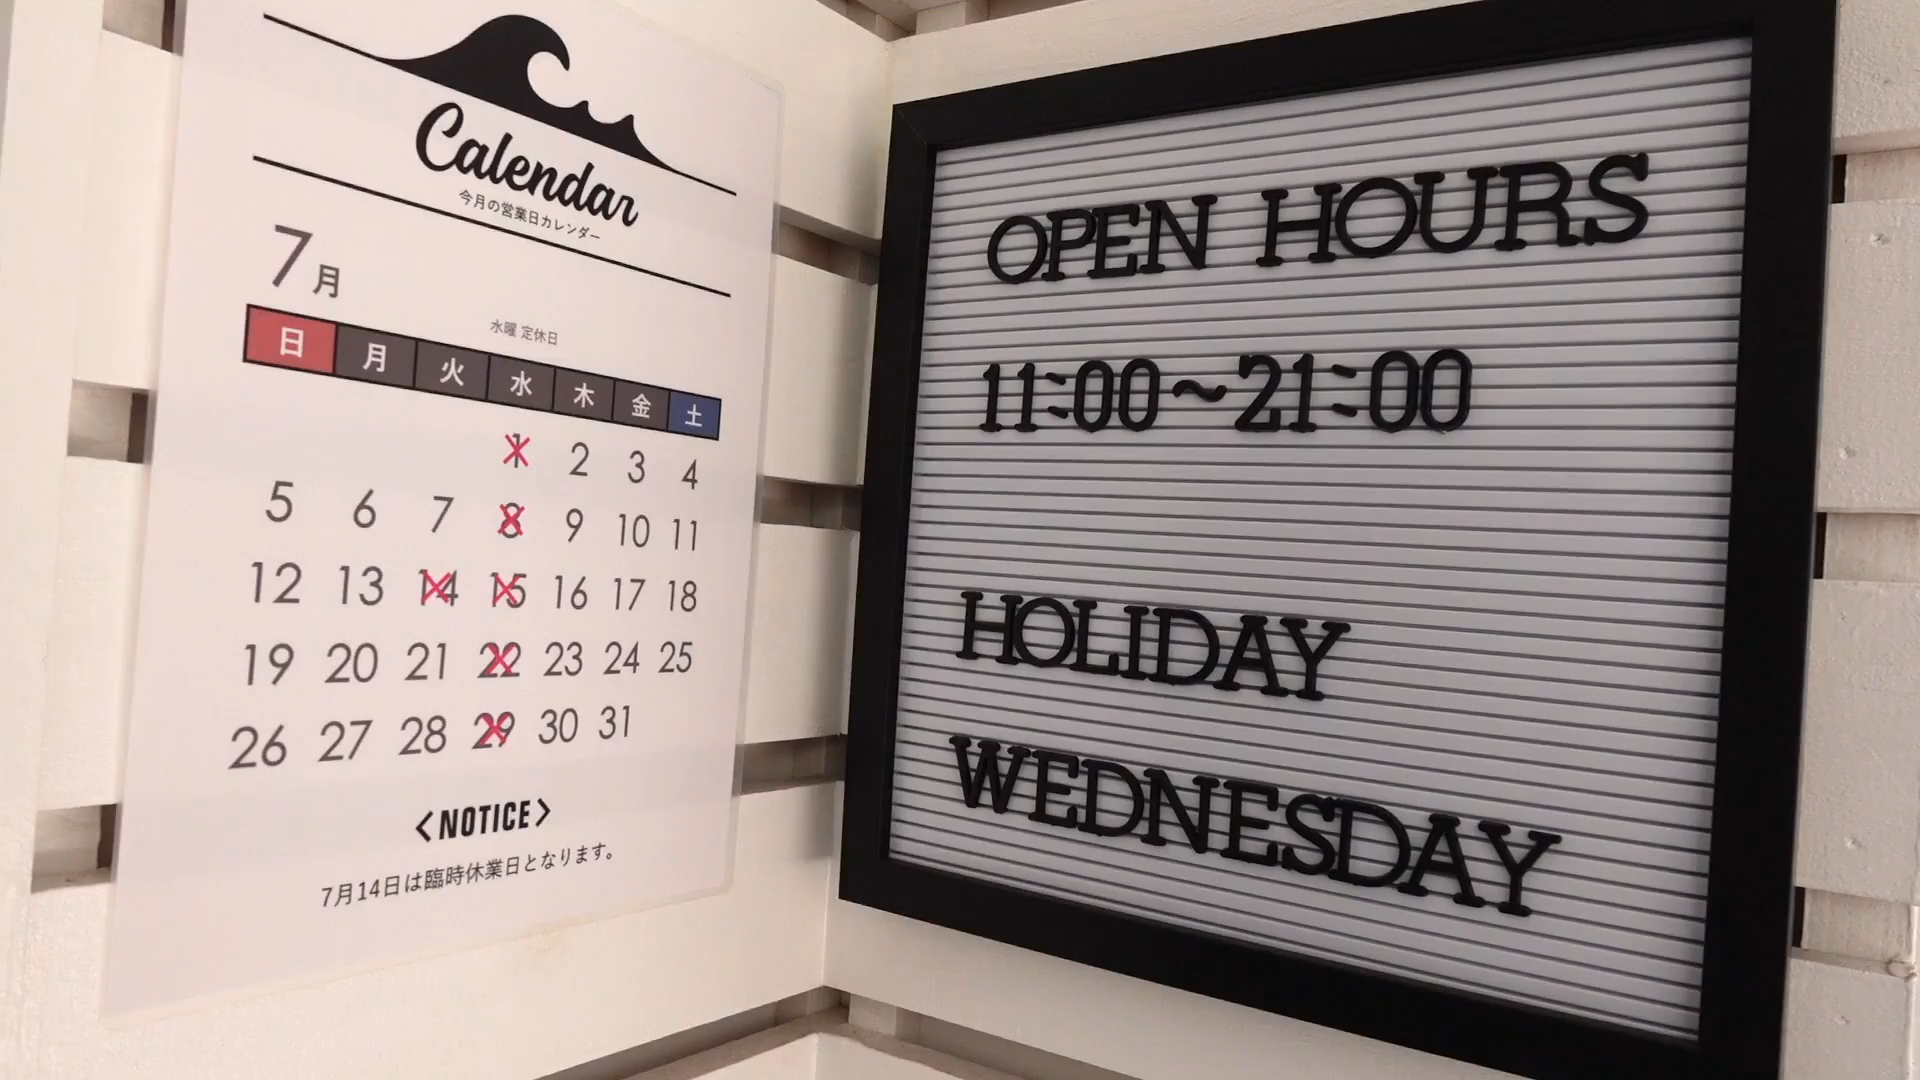 Calendar
今月の営業日カレンダー
7月
水曜 定休日
日 月 火 水 木 金 土
1 2 3 4
5 6 7 8 9 10 11
12 13 14 15 16 17 18
19 20 21 22 23 24 25
26 27 28 29 30 31
<NOTICE>
7月14日は臨時休業日となります。
OPEN HOURS
11:00~21:00
HOLIDAY
WEDNESDAY